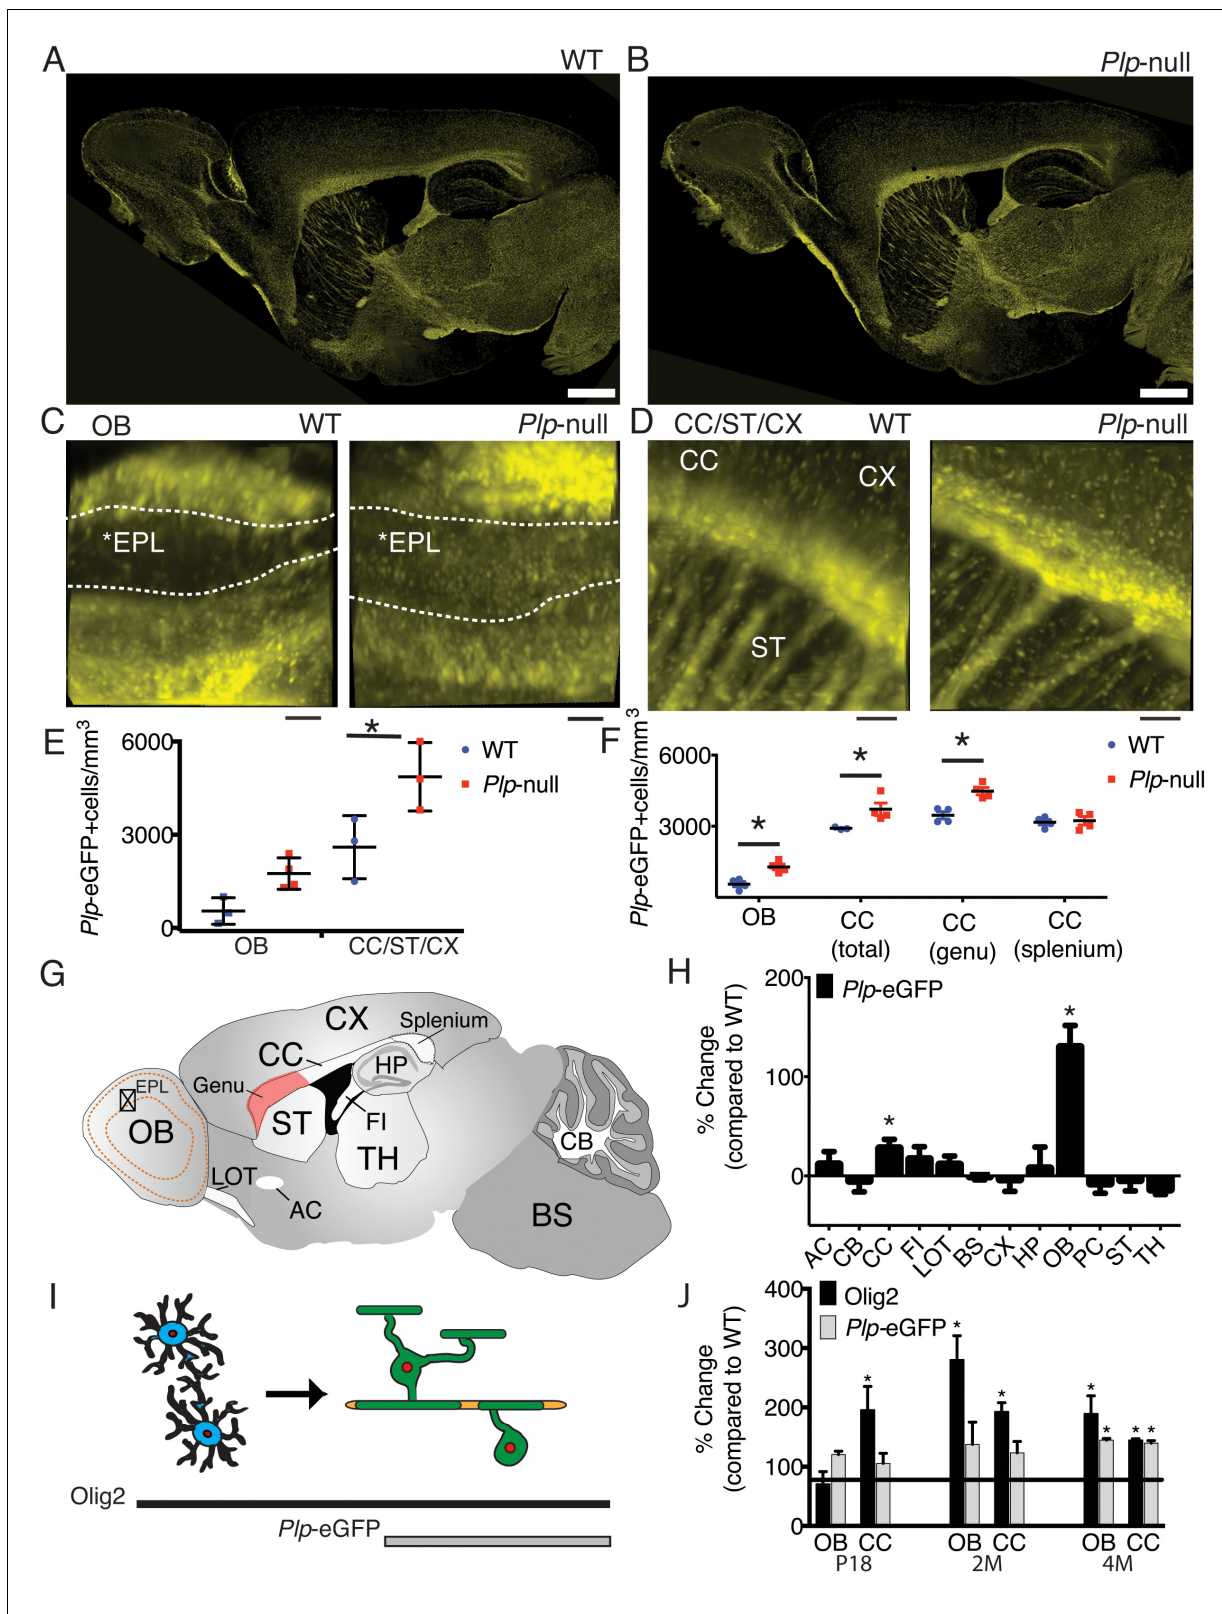 A
WT
B
Plp-null
C
OB
WT
Plp-null
*EPL
*EPL
D
CC/ST/CX
WT
Plp-null
CC
CX
ST
E
Plp-eGFP+cells/mm3
6000
3000
0
*
WT
Plp-null
OB
CC/ST/CX
F
Plp-eGFP+cells/mm3
6000
3000
*
*
*
WT
Plp-null
OB
CC
(total)
CC
(genu)
CC
(splenium)
G
CX
Splenium
CC
HP
Genu
EPL
OB
ST
FI
TH
CB
LOT
AC
BS
H
% Change
(compared to WT)
200
100
0
Plp-eGFP
*
*
AC
CB
CC
FI
LOT
BS
CX
HP
OB
PC
ST
TH
I
Olig2
Plp-eGFP
J
% Change
(compared to WT)
400
300
200
100
0
Olig2
Plp-eGFP
* * * * * * *
OB CC OB CC OB CC
P18 2M 4M